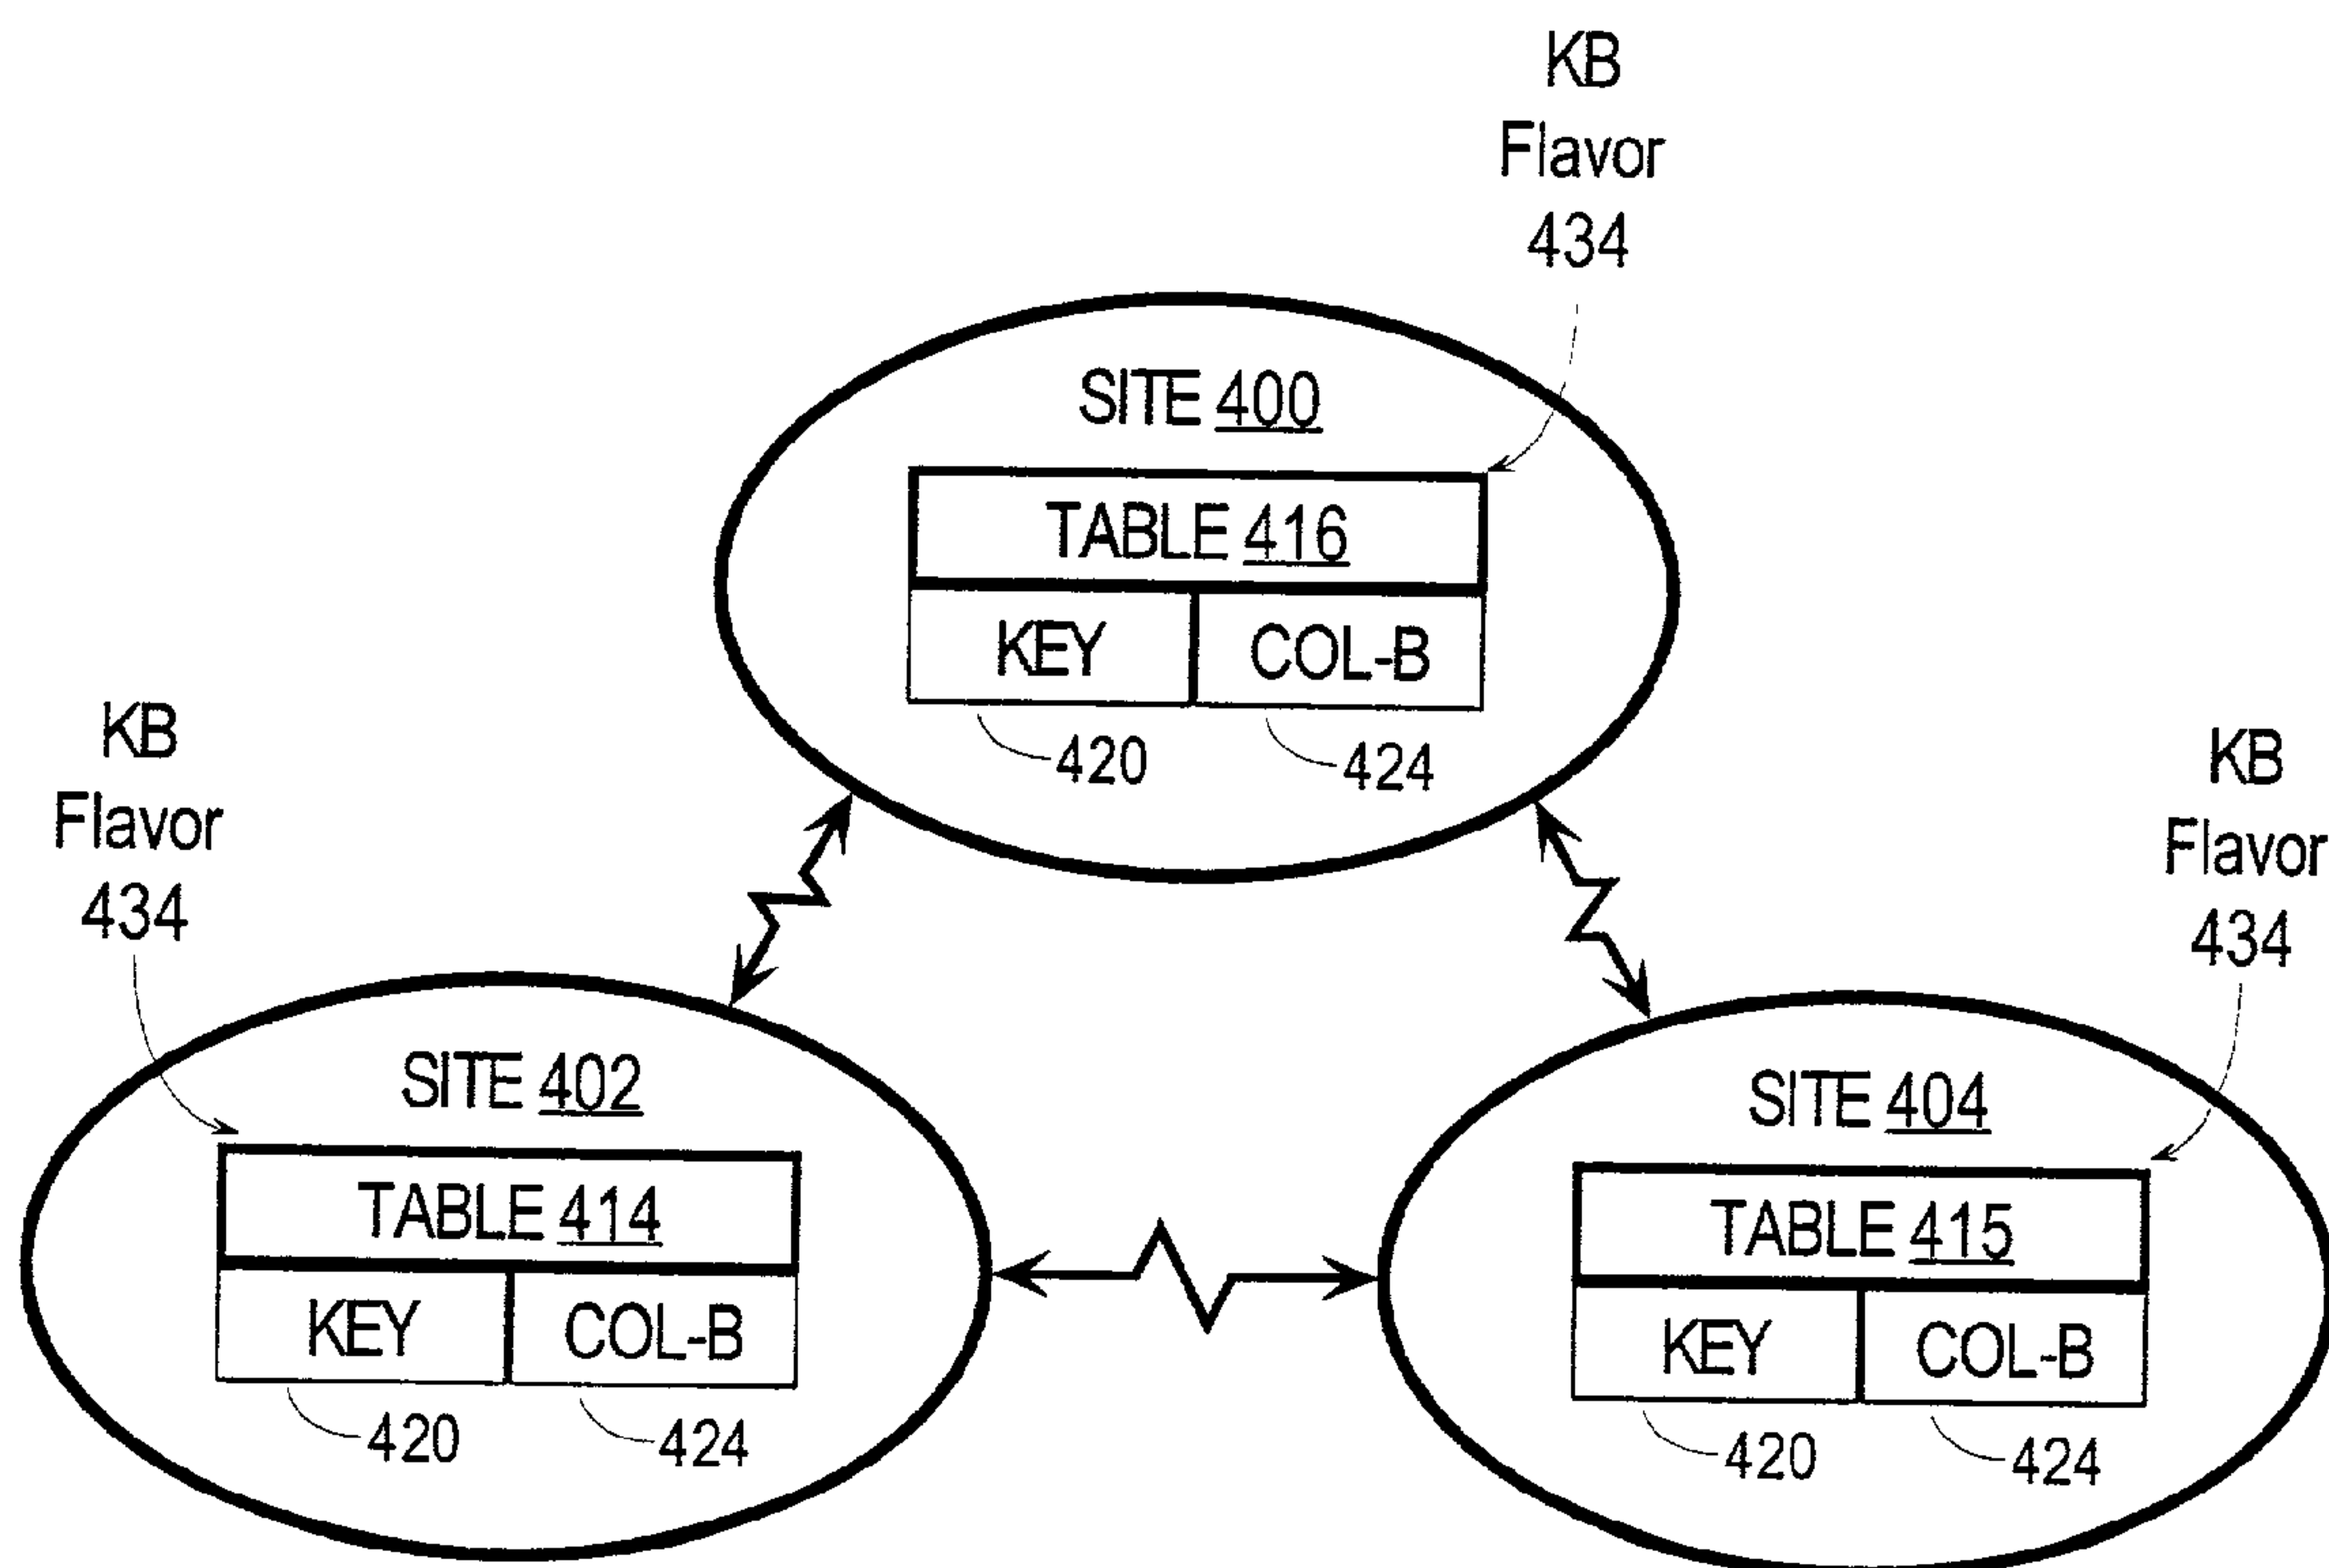 KB
Flavor
434
SITE 400
TABLE 416
KEY COL-B
420 424
KB
Flavor
434
SITE 402
TABLE 414
KEY COL-B
420 424
KB
Flavor
434
SITE 404
TABLE 415
KEY COL-B
420 424